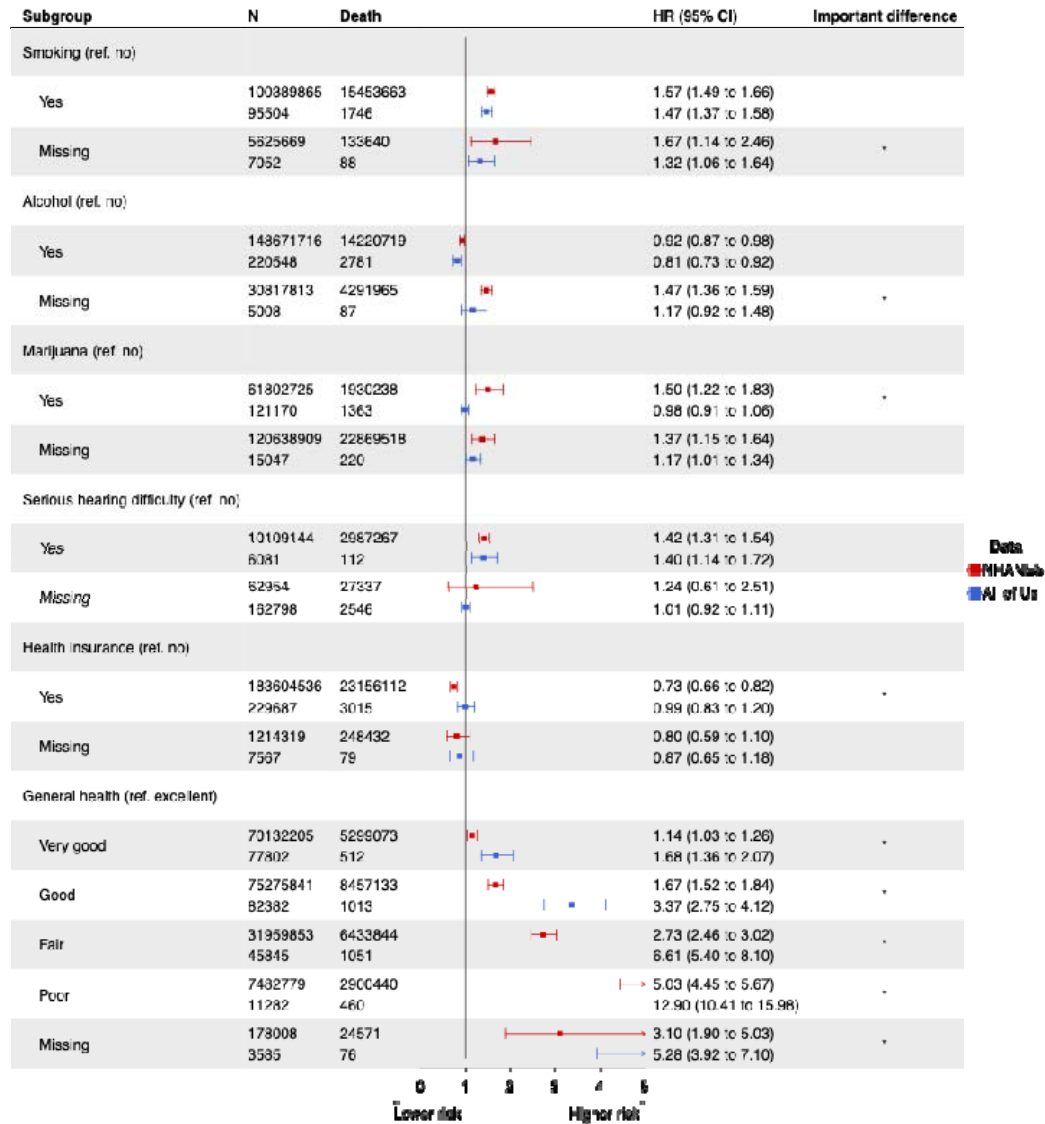 Subgroup N Death HR (95% CI) Important difference
Smoking (ref. no)
Yes 100389865 15453663 1.57 (1.49 to 1.66)
95504 1746 1.47 (1.37 to 1.58)
Missing 5625669 133640 1.67 (1.14 to 2.46) *
7052 88 1.32 (1.06 to 1.64)
Alcohol (ref. no)
Yes 148671716 14220719 0.92 (0.87 to 0.98)
220548 2781 0.81 (0.73 to 0.92)
Missing 30817813 4291965 1.47 (1.36 to 1.59) *
5008 87 1.17 (0.92 to 1.48)
Marijuana (ref. no)
Yes 61802725 1930238 1.50 (1.22 to 1.83) *
121170 1363 0.98 (0.91 to 1.06)
Missing 120638909 22869518 1.37 (1.15 to 1.64)
15047 220 1.17 (1.01 to 1.34)
Serious hearing difficulty (ref. no)
Yes 10109144 2987267 1.42 (1.31 to 1.54)
6081 112 1.40 (1.14 to 1.72)
Missing 62954 27337 1.24 (0.61 to 2.51)
162798 2546 1.01 (0.92 to 1.11)
Data
All of Us
Health insurance (ref. no)
Yes 183604536 23156112 0.73 (0.66 to 0.82) *
229687 3015 0.99 (0.83 to 1.20)
Missing 1214319 248432 0.80 (0.59 to 1.10)
7567 79 0.87 (0.65 to 1.18)
General health (ref. excellent)
Very good 70132205 5299073 1.14 (1.03 to 1.26) *
77802 512 1.68 (1.36 to 2.07)
Good 75275841 8457133 1.67 (1.52 to 1.84) *
82382 1013 3.37 (2.75 to 4.12)
Fair 31959853 6433844 2.73 (2.46 to 3.02) *
45845 1051 6.61 (5.40 to 8.10)
Poor 7482779 2900440 5.03 (4.45 to 5.67) *
11282 460 12.90 (10.41 to 15.98)
Missing 178008 24571 3.10 (1.90 to 5.03) *
3585 76 5.28 (3.92 to 7.10)
0 1 2 3 4 5
Lower risk Higher risk